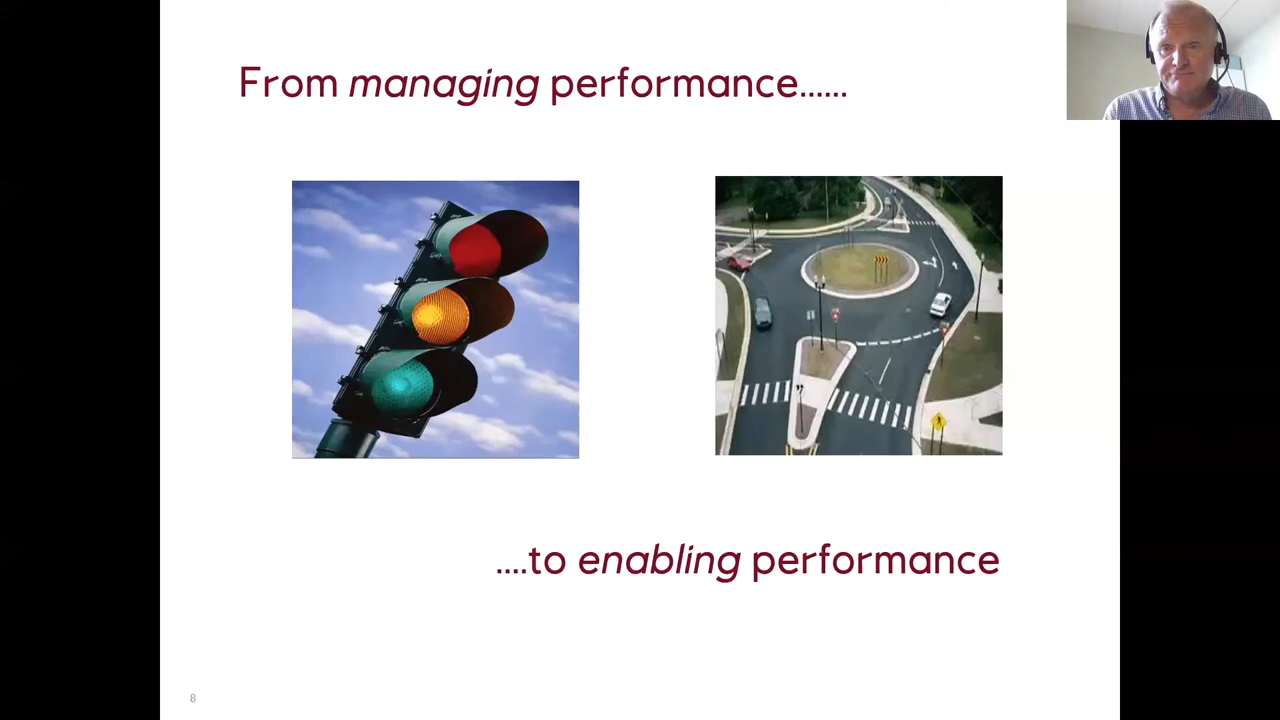 From managing performance......
....to enabling performance
8